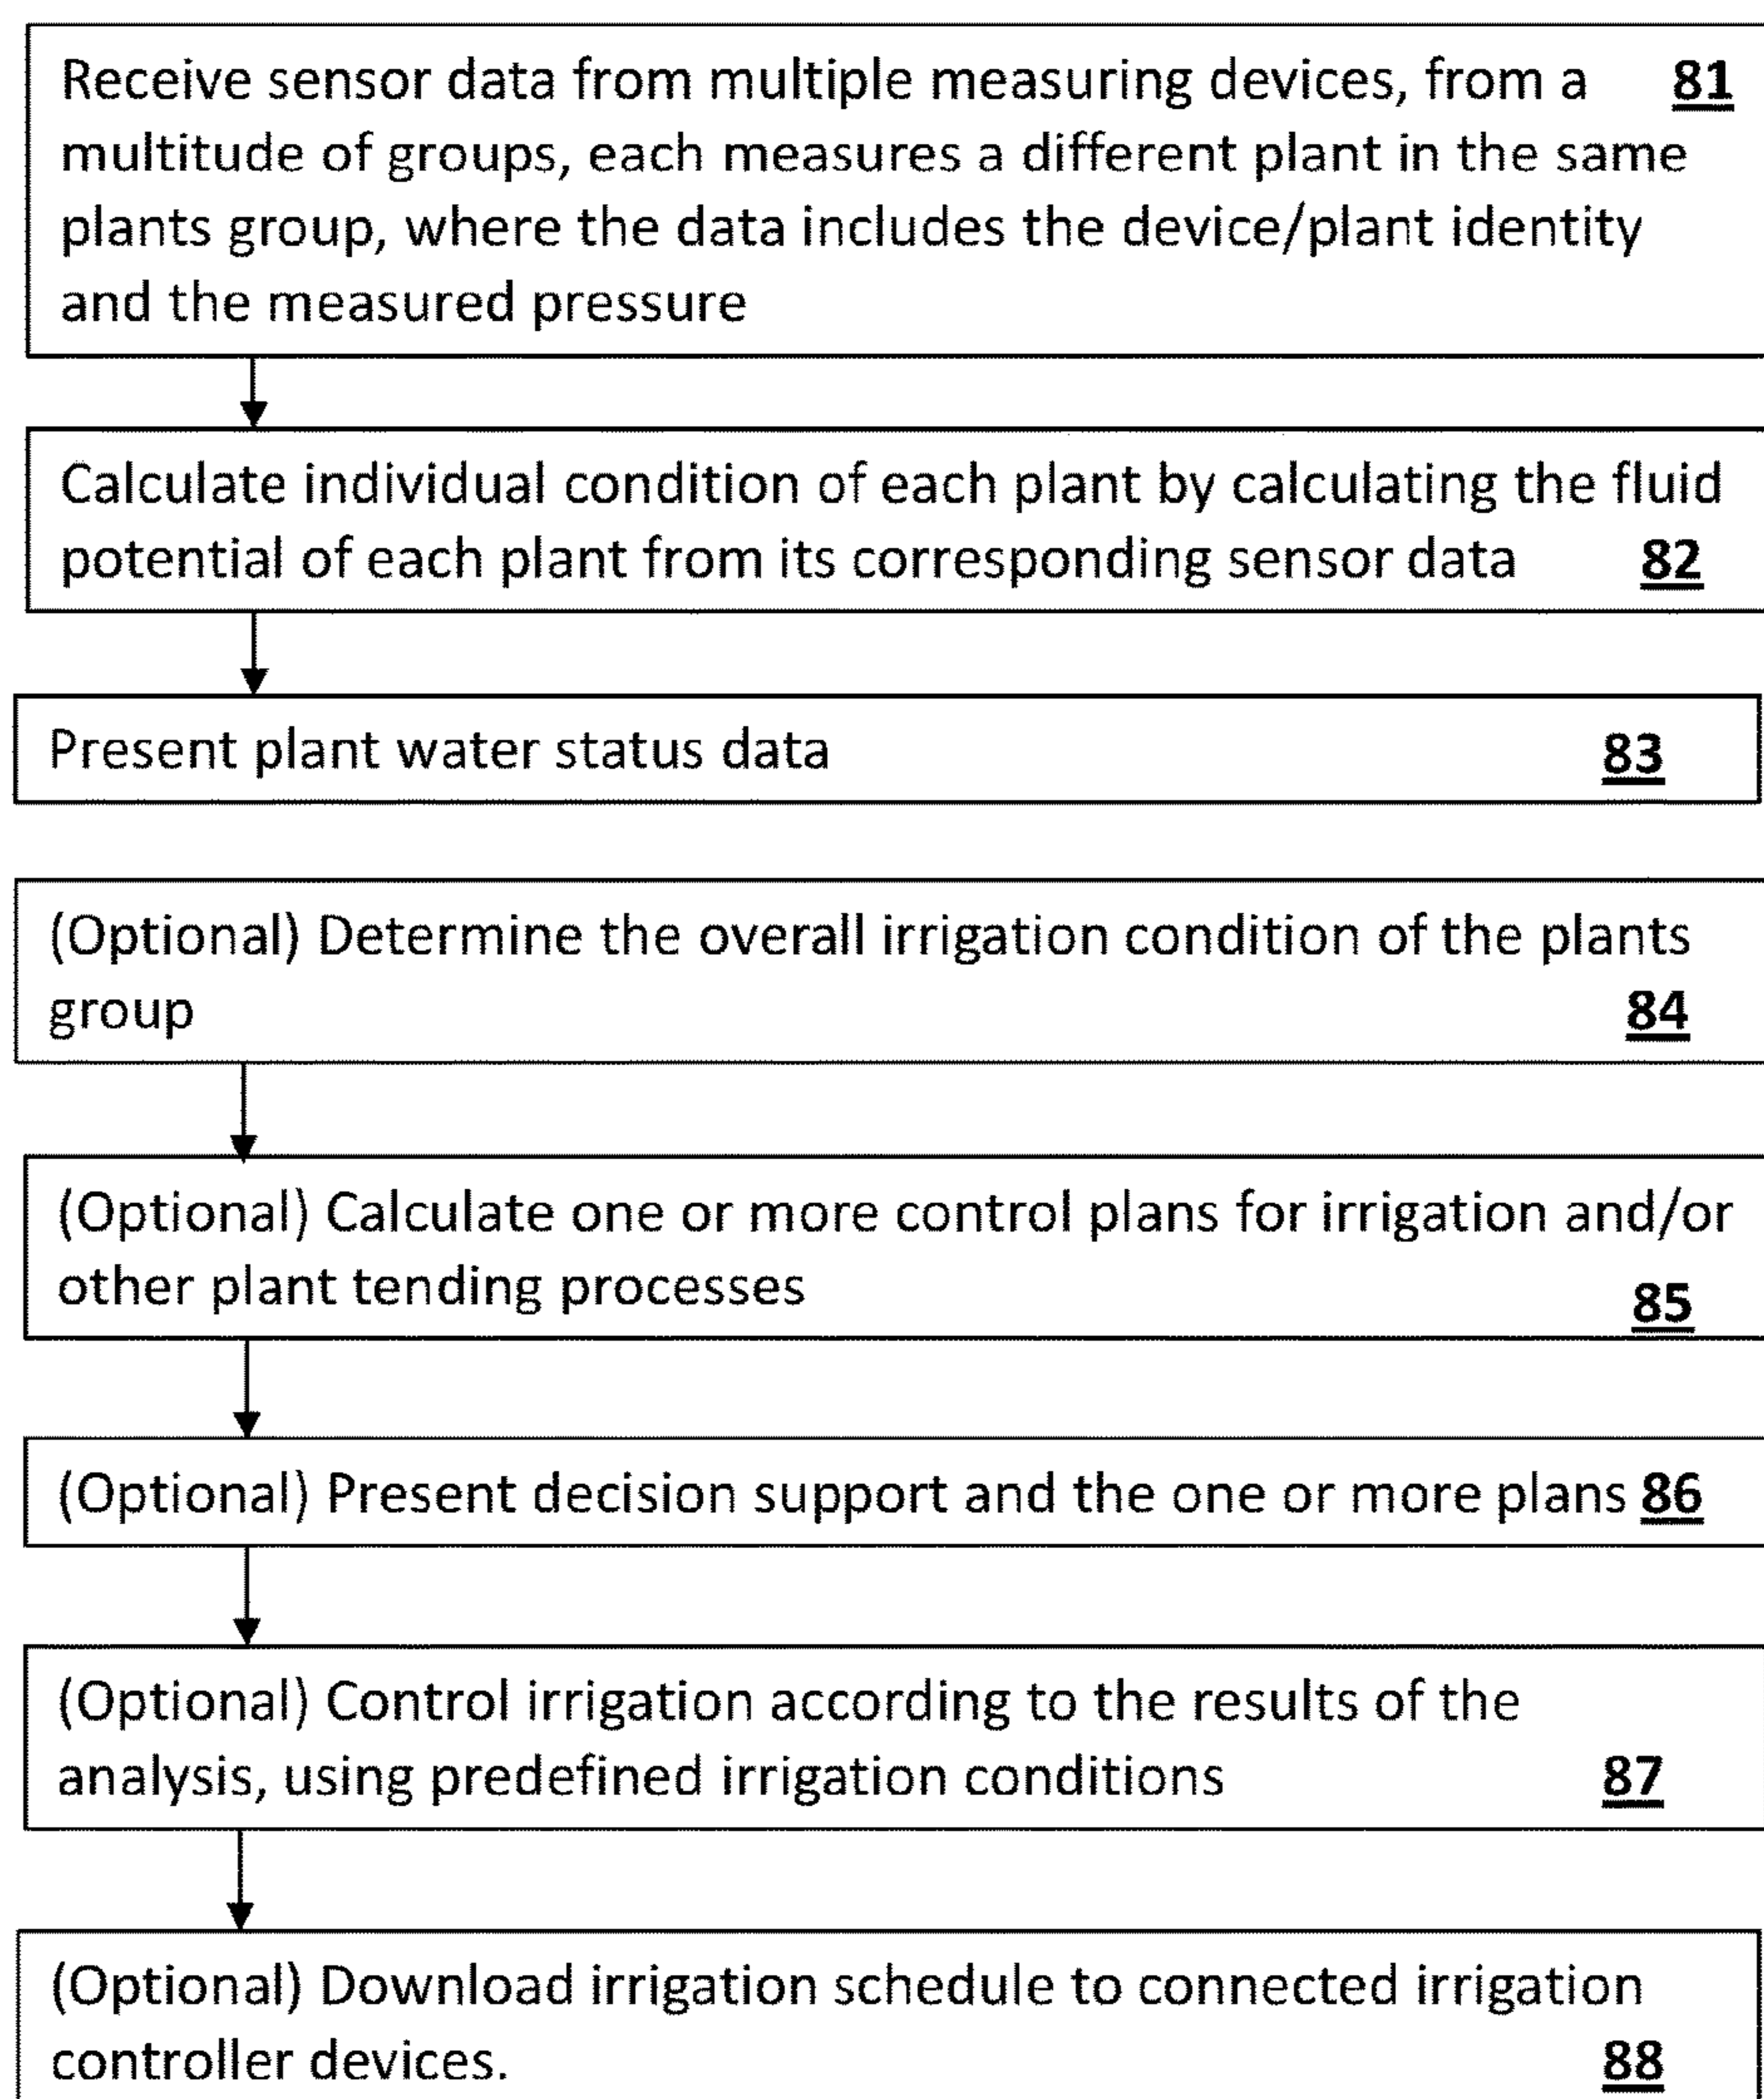 Receive sensor data from multiple measuring devices, from a 81
multitude of groups, each measures a different plant in the same
plants group, where the data includes the device/plant identity
and the measured pressure
Calculate individual condition of each plant by calculating the fluid
potential of each plant from its corresponding sensor data 82
Present plant water status data 83
(Optional) Determine the overall irrigation condition of the plants
group 84
(Optional) Calculate one or more control plans for irrigation and/or
other plant tending processes 85
(Optional) Present decision support and the one or more plans 86
(Optional) Control irrigation according to the results of the
analysis, using predefined irrigation conditions 87
(Optional) Download irrigation schedule to connected irrigation
controller devices. 88